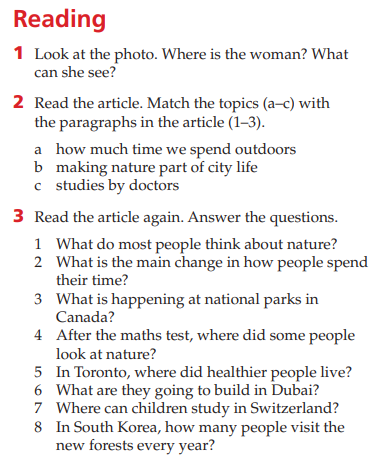 Reading
1 Look at the photo. Where is the woman? What
can she see?
2 Read the article. Match the topics (a–c) with
the paragraphs in the article (1–3).
a how much time we spend outdoors
b making nature part of city life
c studies by doctors
3 Read the article again. Answer the questions.
1 What do most people think about nature?
2 What is the main change in how people spend
their time?
3 What is happening at national parks in
Canada?
4 After the maths test, where did some people
look at nature?
5 In Toronto, where did healthier people live?
6 What are they going to build in Dubai?
7 Where can children study in Switzerland?
8 In South Korea, how many people visit the
new forests every year?